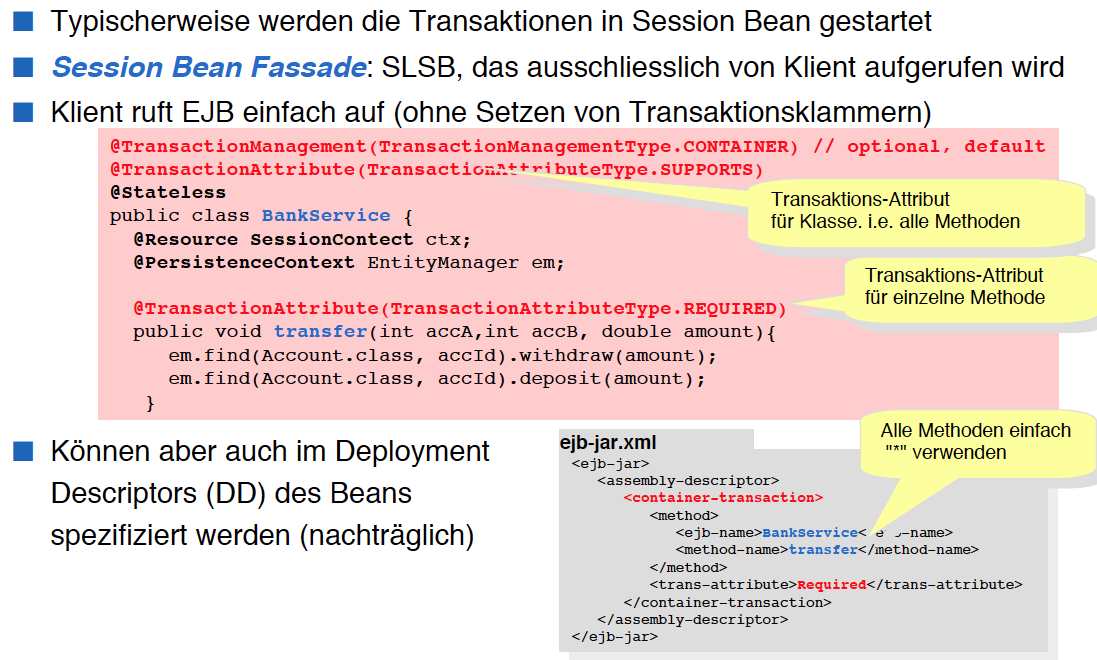 Typischerweise werden die Transaktionen in Session Bean gestartet
Session Bean Fassade: SLSB, das ausschliesslich von Klient aufgerufen wird
Klient ruft EJB einfach auf (ohne Setzen von Transaktionsklammern)
@TransactionManagement(TransactionManagementType.CONTAINER) // optional, default
@TransactionAttribute(TransactionAttributeType.SUPPORTS)
@Stateless
public class BankService {
@Resource SessionContect ctx;
@PersistenceContext EntityManager em;
Transaktions-Attribut
für Klasse. i.e. alle Methoden
Transaktions-Attribut
für einzelne Methode
@TransactionAttribute(TransactionAttributeType.REQUIRED)
public void transfer(int accA,int accB, double amount){
em.find(Account.class, accId).withdraw(amount);
em.find(Account.class, accId).deposit(amount);
}
Können aber auch im Deployment
Descriptors (DD) des Beans
spezifiziert werden (nachträglich)
Alle Methoden einfach
"*" verwenden
ejb-jar.xml
<ejb-jar>
<assembly-descriptor>
<container-transaction>
<method>
<ejb-name>BankService< -name>
<method-name>transfer</method-name>
</method>
<trans-attribute>Required</trans-attribute>
</container-transaction>
</assembly-descriptor>
</ejb-jar>